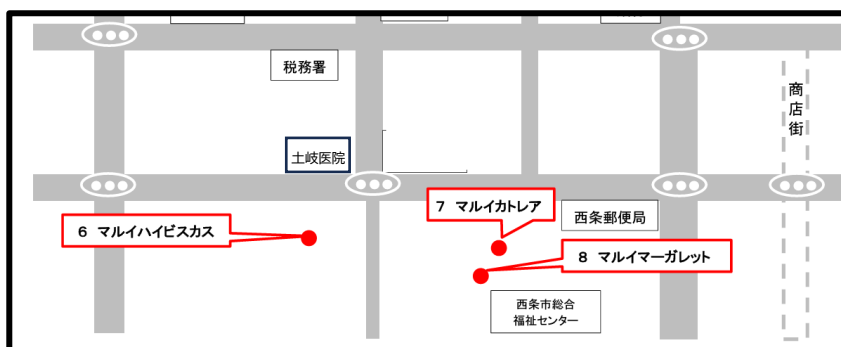 税務署
商店街
土岐医院
7 マルイカトレア
西条郵便局
6 マルイハイビスカス
8 マルイマーガレット
西条市総合
福祉センター